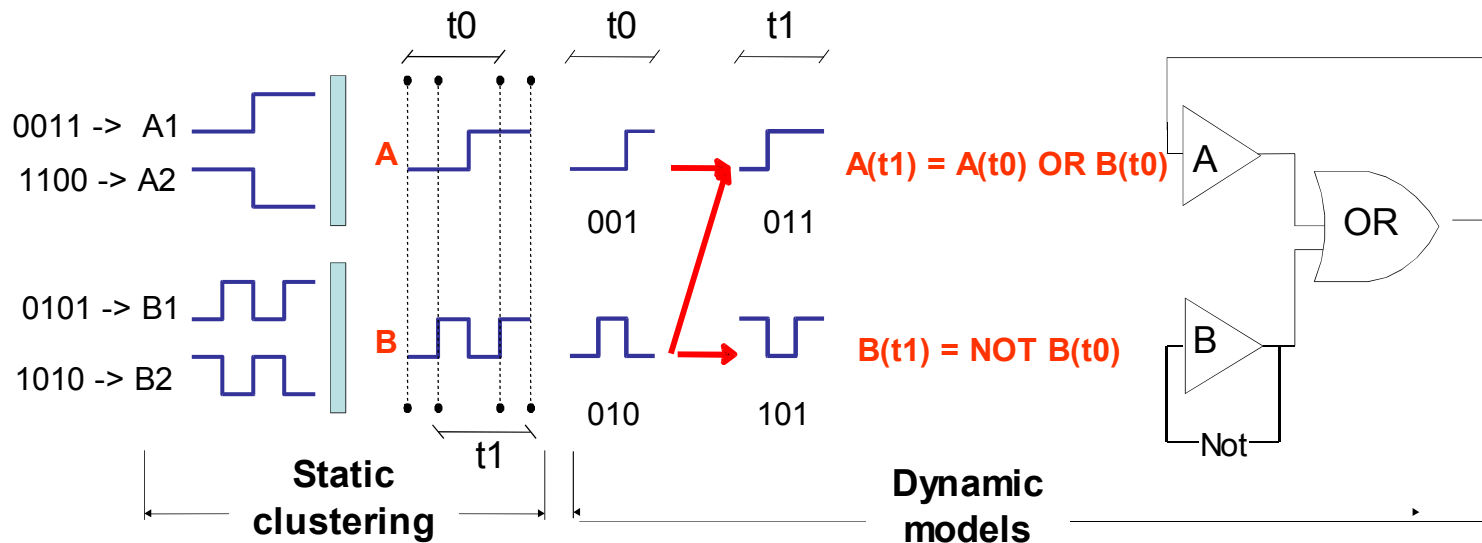 t0
t0
t1
0011 -> A1
1100 -> A2
A
001
011
A(t1) = A(t0) OR B(t0)
A
OR
0101 -> B1
1010 -> B2
B
010
101
B(t1) = NOT B(t0)
B
Not
t1
Static
clustering
Dynamic
models